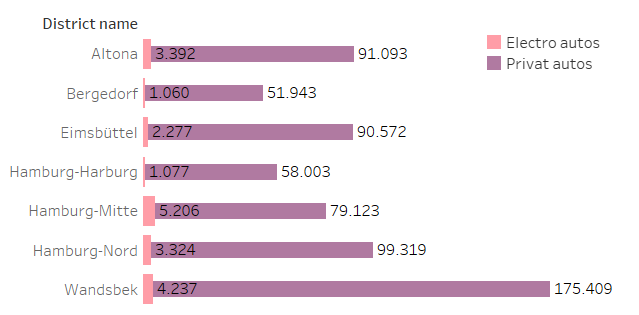 District name
Altona 3.392 91.093
Bergedorf 1.060 51.943
Eimsbüttel 2.277 90.572
Hamburg-Harburg 1.077 58.003
Hamburg-Mitte 5.206 79.123
Hamburg-Nord 3.324 99.319
Wandsbek 4.237 175.409
Electro autos
Privat autos